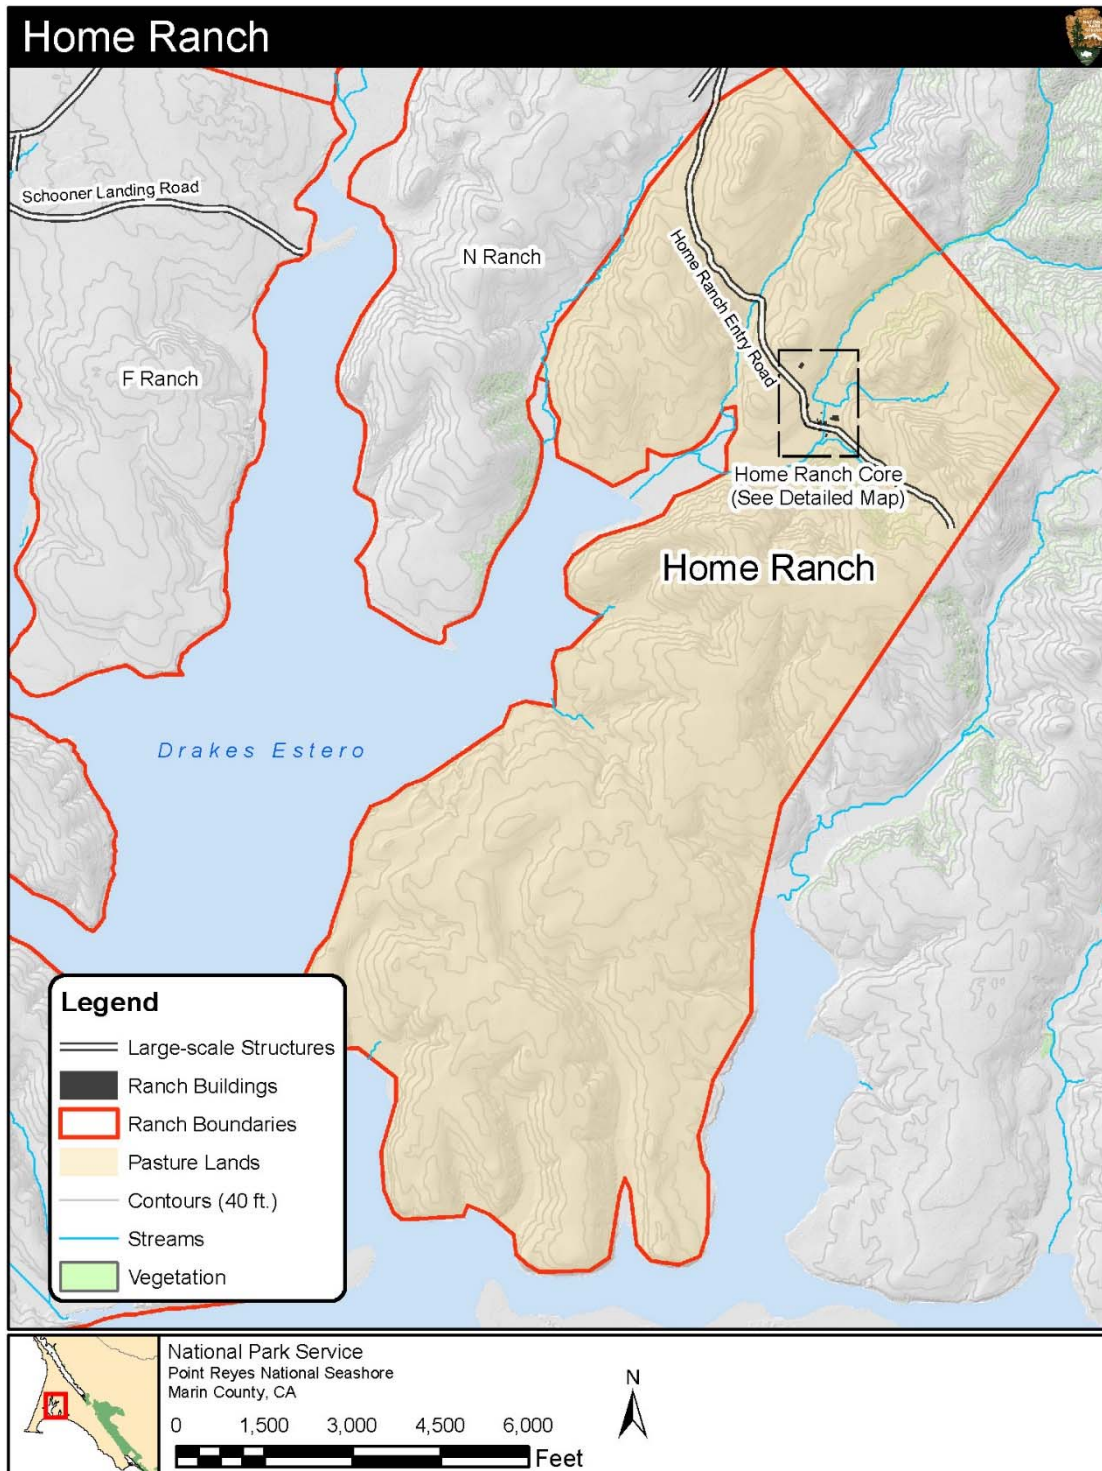 Home Ranch
Schooner Landing Road
N Ranch
F Ranch
Home Ranch Entry Road
Home Ranch Core
(See Detailed Map)
Home Ranch
Drakes Estero
Legend
Large-scale Structures
Ranch Buildings
Ranch Boundaries
Pasture Lands
Contours (40 ft.)
Streams
Vegetation
National Park Service
Point Reyes National Seashore
Marin County, CA
N
0 1,500 3,000 4,500 6,000
Feet